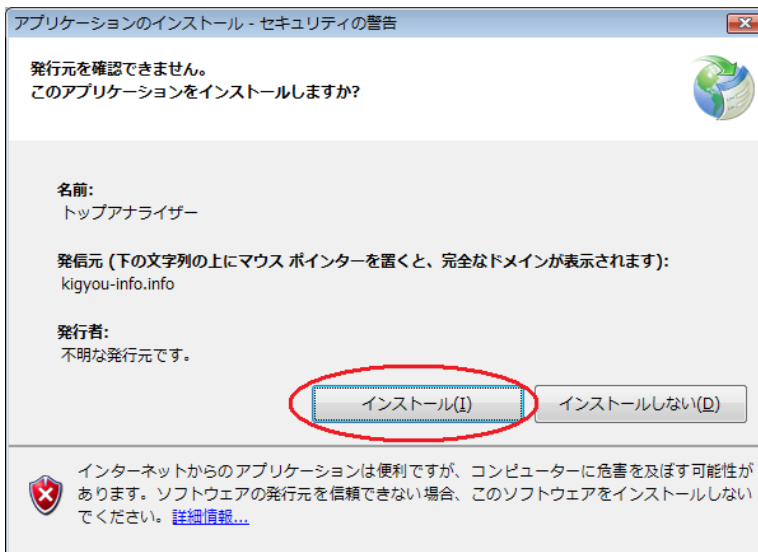 アプリケーションのインストール - セキュリティの警告
発行元を確認できません。
このアプリケーションをインストールしますか?
名前:
トップアナライザー
発信元 (下の文字列の上にマウス ポインターを置くと、完全なドメインが表示されます):
kigyou-info.info
発行者:
不明な発行元です。
インストール(I) インストールしない(D)
インターネットからのアプリケーションは便利ですが、コンピューターに危害を及ぼす可能性が
あります。ソフトウェアの発行元を信頼できない場合、このソフトウェアをインストールしない
でください。詳細情報...